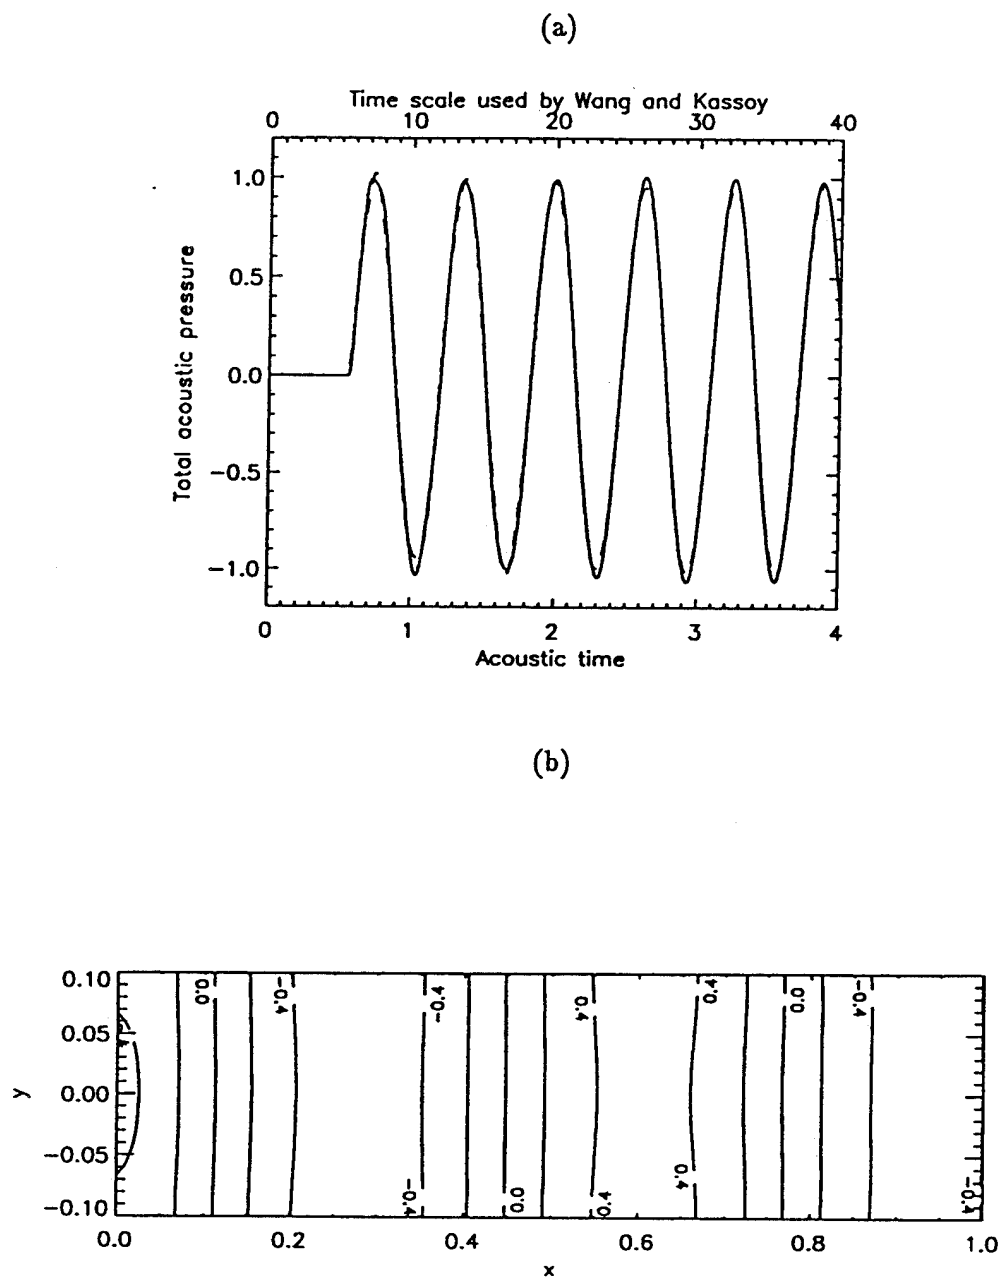 (a)
Time scale used by Wang and Kassoy
0 10 20 30 40
1.0
0.5
0.0
−0.5
−1.0
Total acoustic pressure
0 1 2 3 4
Acoustic time
(b)
0.10
0.05
0.00
−0.05
−0.10
y
0.0 −0.4 −0.4 0.4 0.4 0.0 −0.4
−0.4 0.0 0.4 0.4 −0.4
0.0 0.2 0.4 0.6 0.8 1.0
x